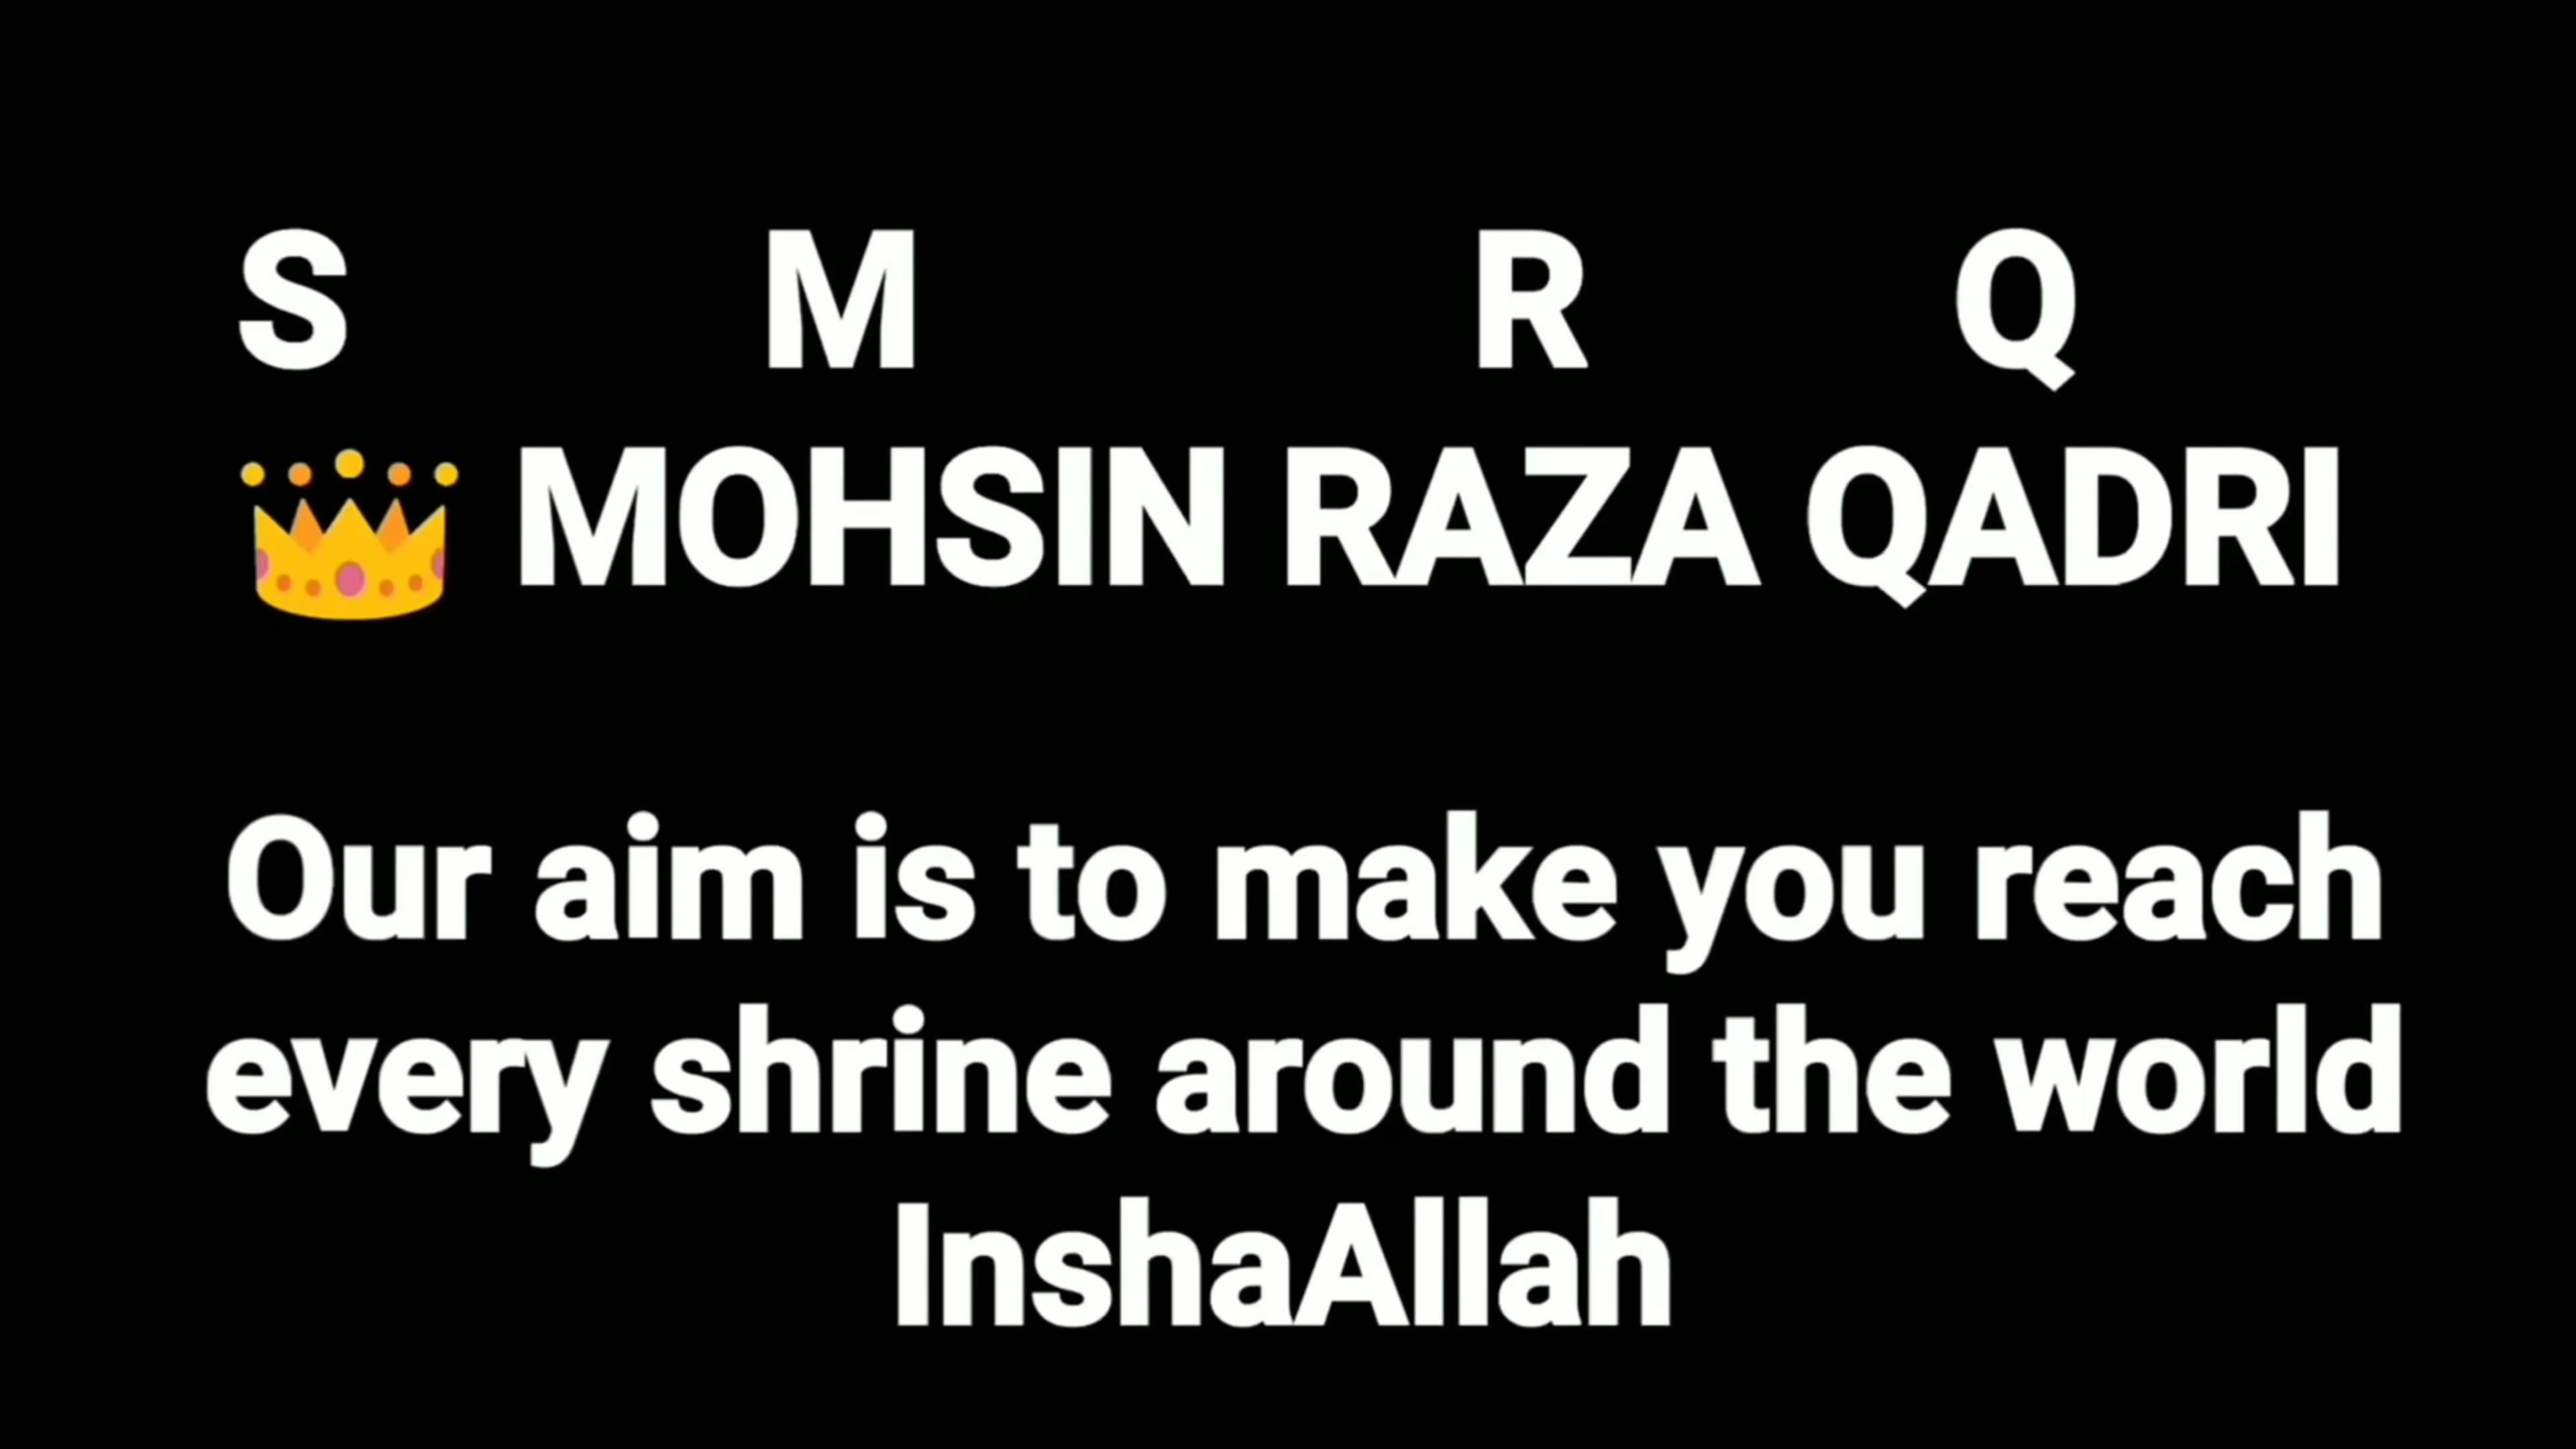 S M R Q
👑 MOHSIN RAZA QADRI
Our aim is to make you reach
every shrine around the world
InshaAllah